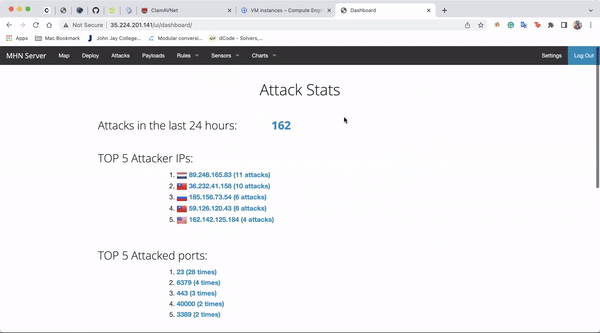 ClamAVNet
VM instances – Compute Eng
Dashboard
Not Secure | 35.224.201.141/ui/dashboard/
Apps Mac Bookmark John Jay College... Modular conversi... dCode - Solvers,...
MHN Server Map Deploy Attacks Payloads Rules Sensors Charts Settings Log Out
Attack Stats
Attacks in the last 24 hours: 162
TOP 5 Attacker IPs:
1. 89.248.165.83 (11 attacks)
2. 36.232.41.158 (10 attacks)
3. 185.156.73.54 (6 attacks)
4. 59.126.120.43 (6 attacks)
5. 162.142.125.184 (4 attacks)
TOP 5 Attacked ports:
1. 23 (28 times)
2. 6379 (4 times)
3. 443 (3 times)
4. 40000 (2 times)
5. 3389 (2 times)